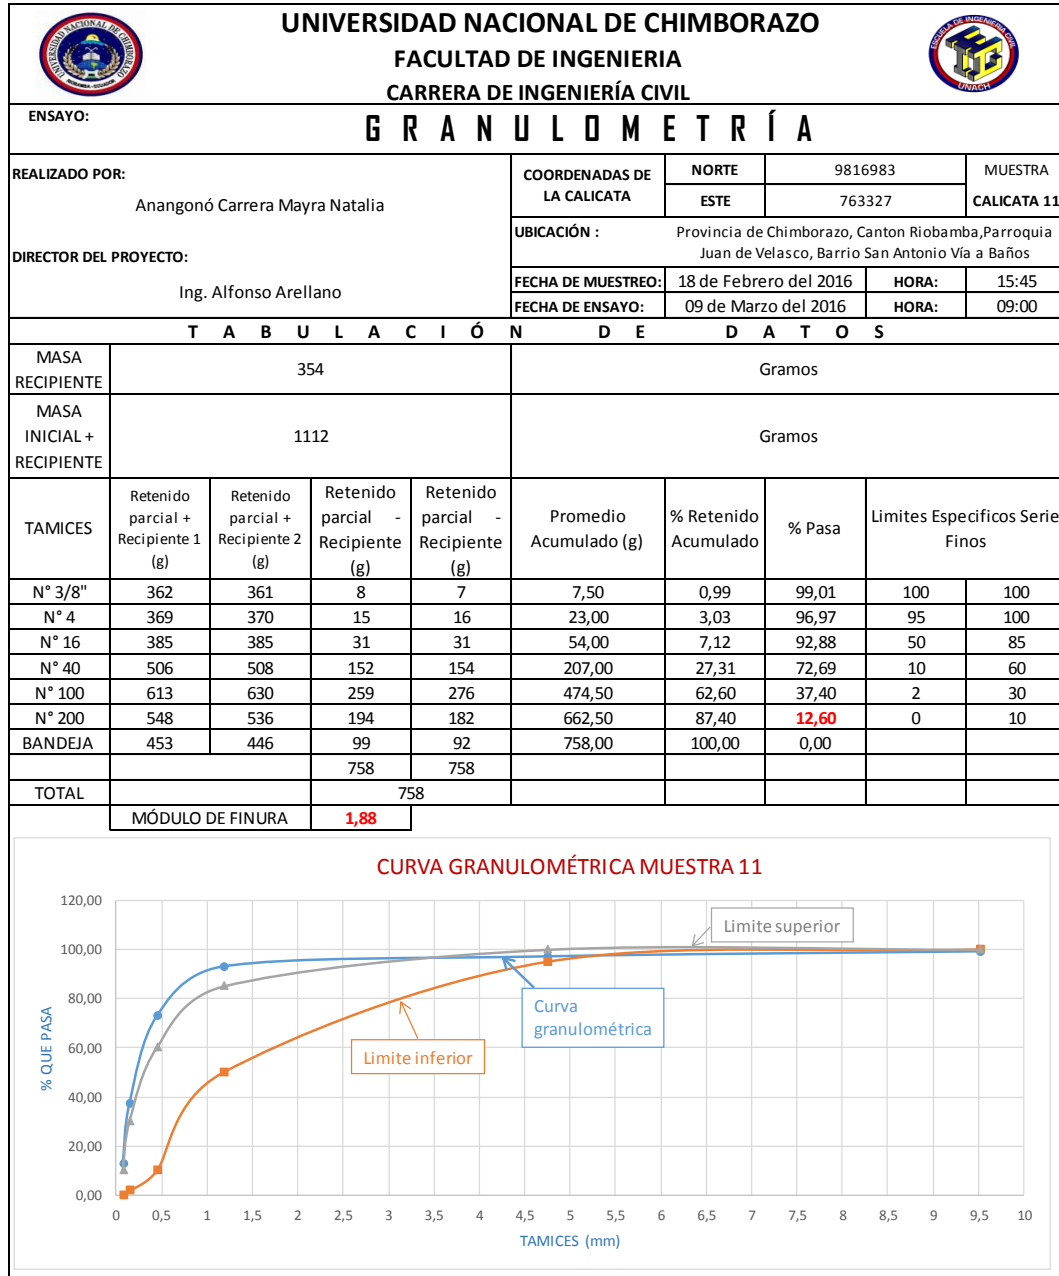 UNIVERSIDAD NACIONAL DE CHIMBORAZO
FACULTAD DE INGENIERIA
CARRERA DE INGENIERÍA CIVIL
UNIVERSIDAD NACIONAL DE CHIMBORAZO
RIOBAMBA-ECUADOR
ESCUELA DE INGENIERIA CIVIL
UNACH
ENSAYO:
GRANULOMETRÍA
REALIZADO POR:
Anangonó Carrera Mayra Natalia
DIRECTOR DEL PROYECTO:
Ing. Alfonso Arellano
COORDENADAS DE LA CALICATA NORTE 9816983 MUESTRA
ESTE 763327 CALICATA 11
UBICACIÓN : Provincia de Chimborazo, Canton Riobamba,Parroquia
Juan de Velasco, Barrio San Antonio Vía a Baños
FECHA DE MUESTREO: 18 de Febrero del 2016 HORA: 15:45
FECHA DE ENSAYO: 09 de Marzo del 2016 HORA: 09:00
TABULACIÓN DE DATOS
MASA RECIPIENTE 354 Gramos
MASA INICIAL + RECIPIENTE 1112 Gramos
TAMICES Retenido parcial + Recipiente 1 (g) Retenido parcial + Recipiente 2 (g) Retenido parcial - Recipiente (g) Retenido parcial - Recipiente (g) Promedio Acumulado (g) % Retenido Acumulado % Pasa Limites Especificos Serie Finos
N° 3/8" 362 361 8 7 7,50 0,99 99,01 100 100
N° 4 369 370 15 16 23,00 3,03 96,97 95 100
N° 16 385 385 31 31 54,00 7,12 92,88 50 85
N° 40 506 508 152 154 207,00 27,31 72,69 10 60
N° 100 613 630 259 276 474,50 62,60 37,40 2 30
N° 200 548 536 194 182 662,50 87,40 12,60 0 10
BANDEJA 453 446 99 92 758,00 100,00 0,00
758 758
TOTAL 758
MÓDULO DE FINURA 1,88
CURVA GRANULOMÉTRICA MUESTRA 11
% QUE PASA
120,00
100,00
80,00
60,00
40,00
20,00
0,00
Limite superior
Curva
granulométrica
Limite inferior
0 0,5 1 1,5 2 2,5 3 3,5 4 4,5 5 5,5 6 6,5 7 7,5 8 8,5 9 9,5 10
TAMICES (mm)